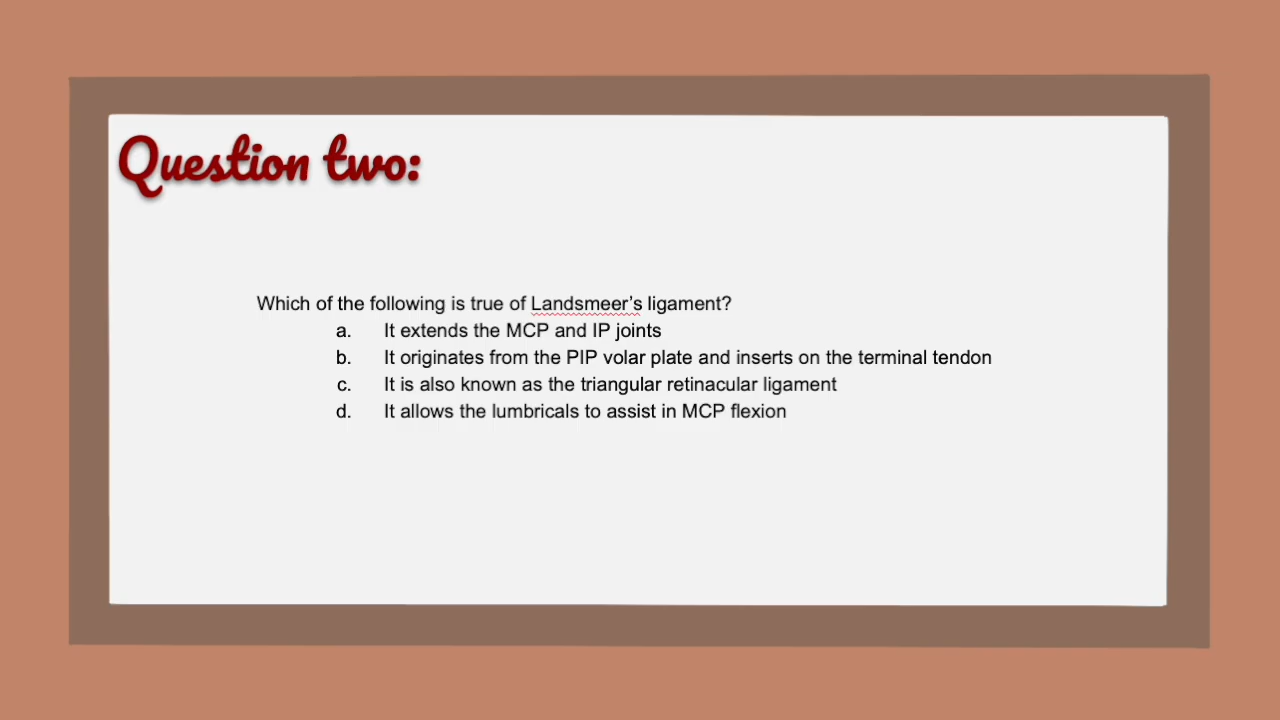 Question two:
Which of the following is true of Landsmeer's ligament?
a. It extends the MCP and IP joints
b. It originates from the PIP volar plate and inserts on the terminal tendon
c. It is also known as the triangular retinacular ligament
d. It allows the lumbricals to assist in MCP flexion